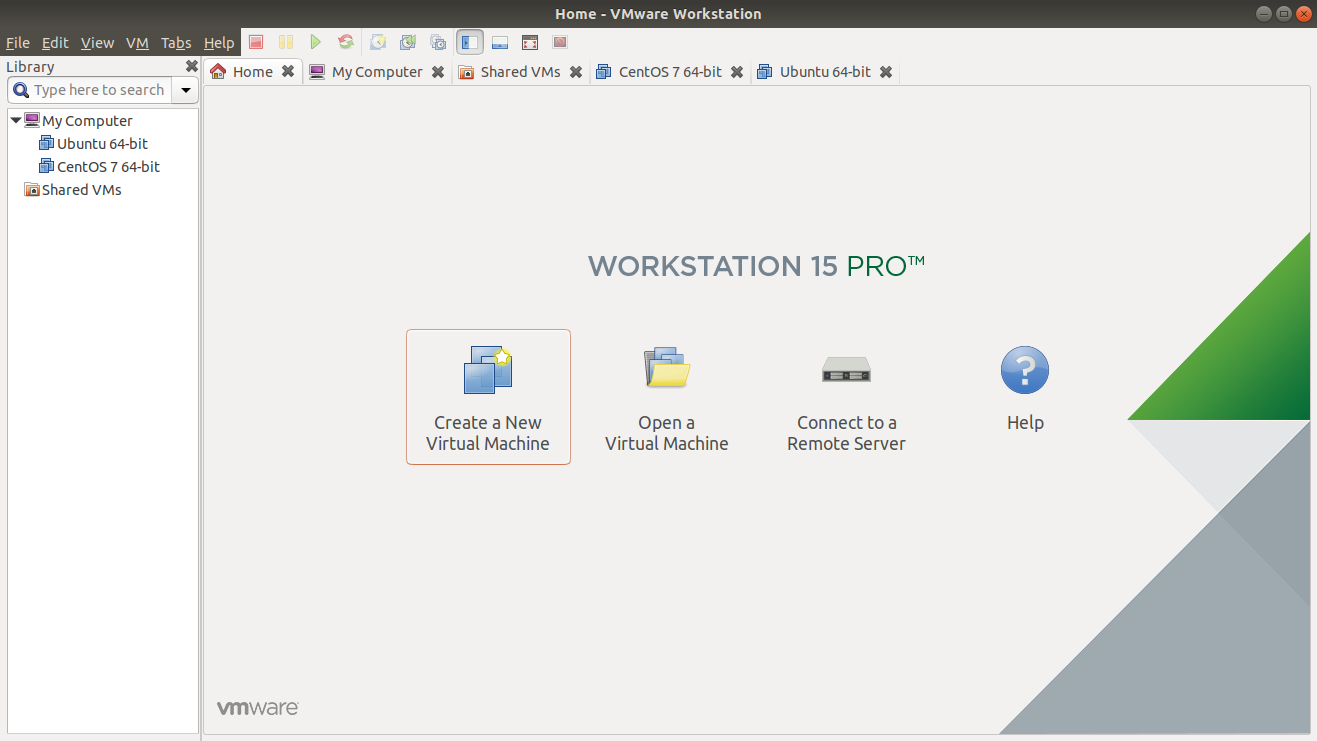 Home - VMware Workstation
File Edit View VM Tabs Help
Library
Home My Computer Shared VMs CentOS 7 64-bit Ubuntu 64-bit
Type here to search
My Computer
Ubuntu 64-bit
CentOS 7 64-bit
Shared VMs
WORKSTATION 15 PRO™
Create a New
Virtual Machine
Open a
Virtual Machine
Connect to a
Remote Server
?
Help
vmware